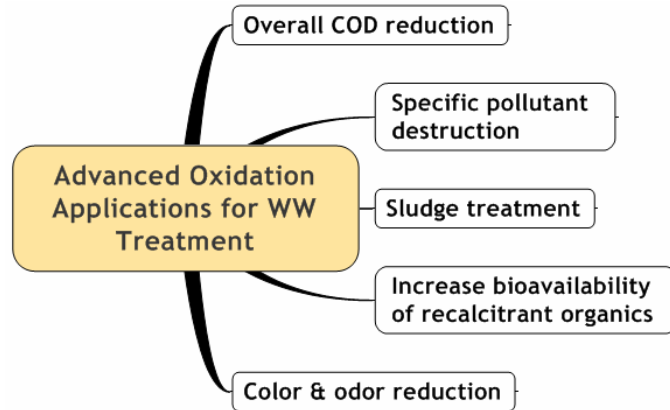 Overall COD reduction
Specific pollutant
destruction
Advanced Oxidation
Applications for WW
Treatment
Sludge treatment
Increase bioavailability
of recalcitrant organics
Color & odor reduction